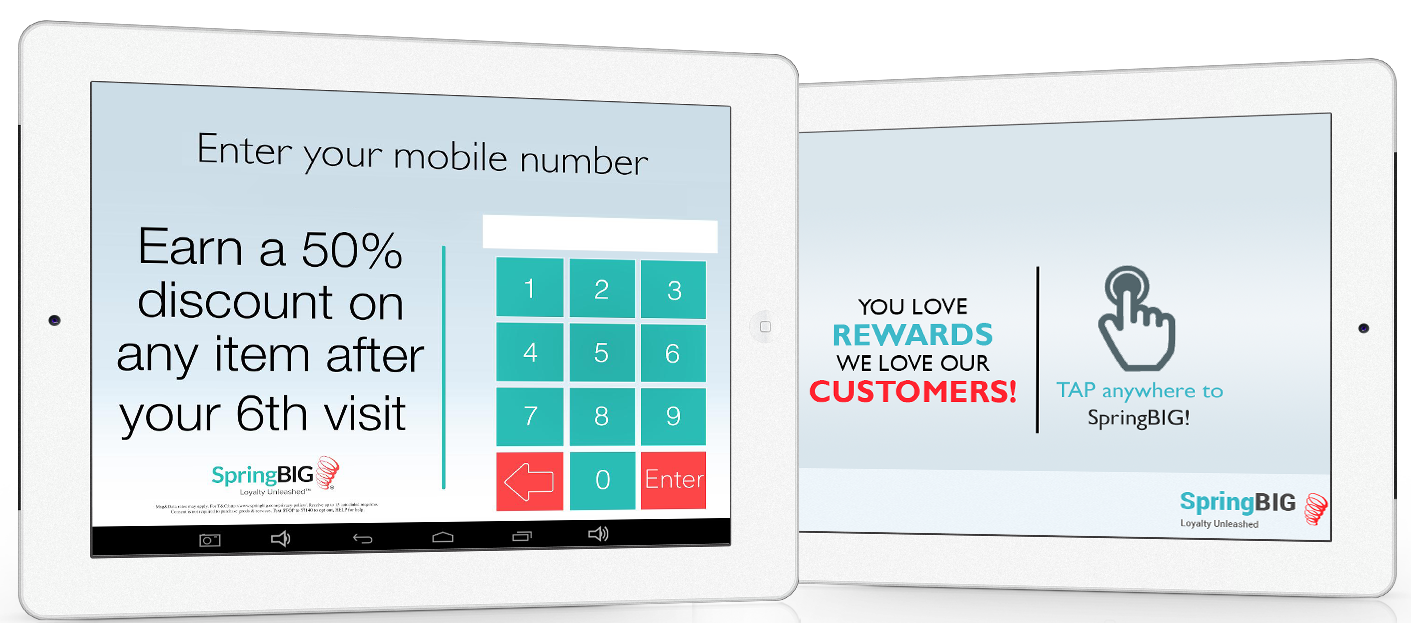 Enter your mobile number
Earn a 50%
discount on
any item after
your 6th visit
1 2 3
4 5 6
7 8 9
0 Enter
SpringBIG
Loyalty Unleashed™
YOU LOVE
REWARDS
WE LOVE OUR
CUSTOMERS!
TAP anywhere to
SpringBIG!
SpringBIG
Loyalty Unleashed